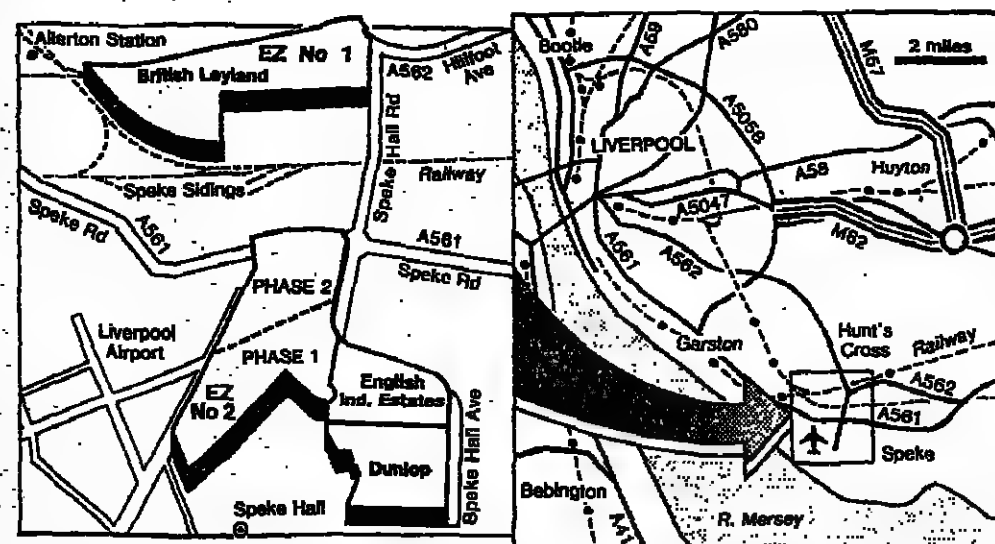 Allerton Station
EZ No 1
British Leyland
A562
Hillfoot
Ave
Speke Hall Rd
Speke Sidings
Railway
Speke Rd
A561
A561
Speke Rd
PHASE 2
Liverpool
Airport
PHASE 1
EZ
No 2
English
Ind. Estates
Dunlop
Speke Hall Ave
Speke Hall
Bootle
A59
A580
M57
2 miles
A5058
LIVERPOOL
A58
Huyton
A5047
M62
A561
A562
Garston
Hunt's
Cross
Railway
A562
A561
Speke
Bebington
A41
R. Mersey